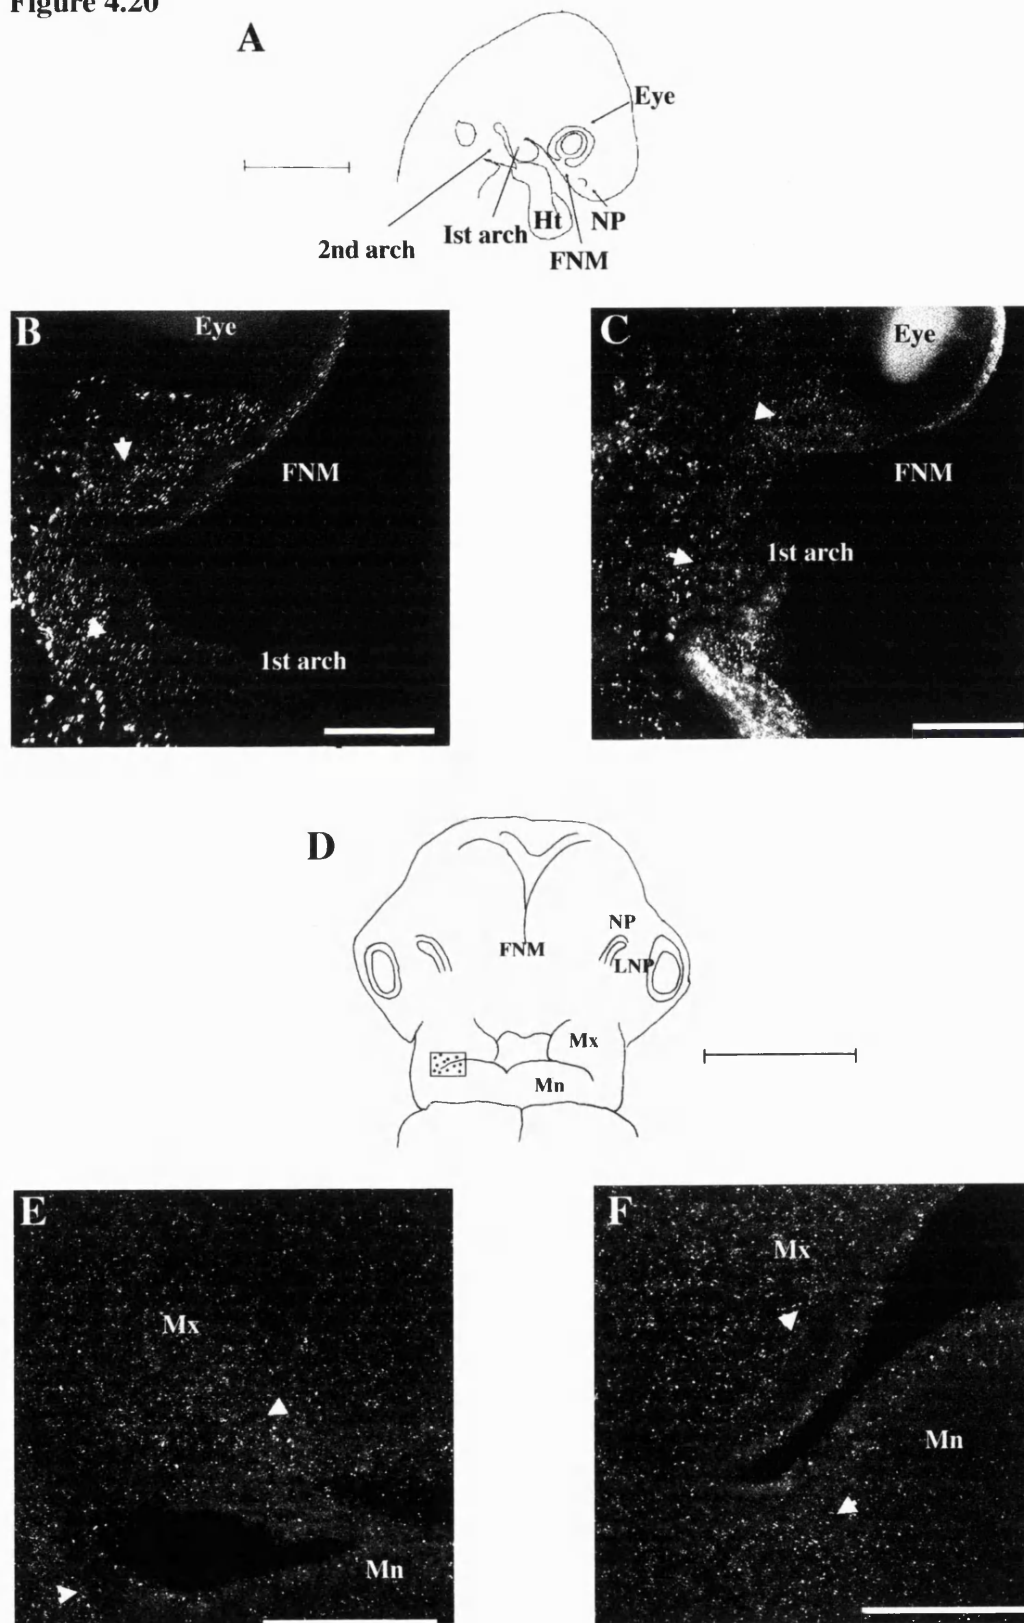 Figure 4.20
A
Eye
2nd arch
Ist arch
Ht
NP
FNM
B
Eye
FNM
1st arch
C
Eye
FNM
1st arch
D
NP
FNM
LNP
Mx
Mn
E
Mx
Mn
F
Mx
Mn